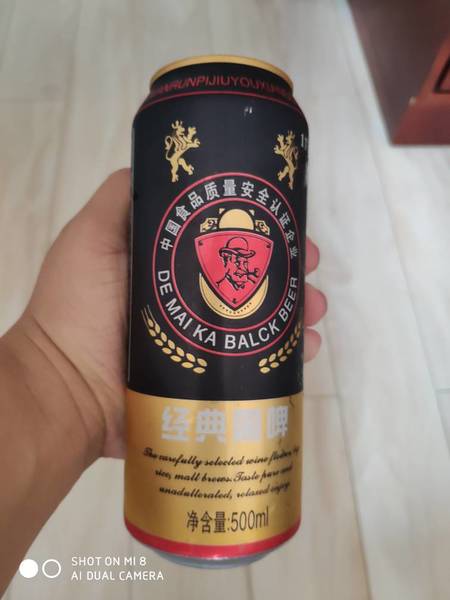 ANRUNPIJIUYOUXIAN
中国食品质量安全认证企业
DE MAI KA BALCK BEER
经典黑啤
The carefully selected wine flavor, by
rice, malt brews. Taste pure and
unadulterated, relaxed enjoy
净含量:500ml
SHOT ON MI 8
AI DUAL CAMERA